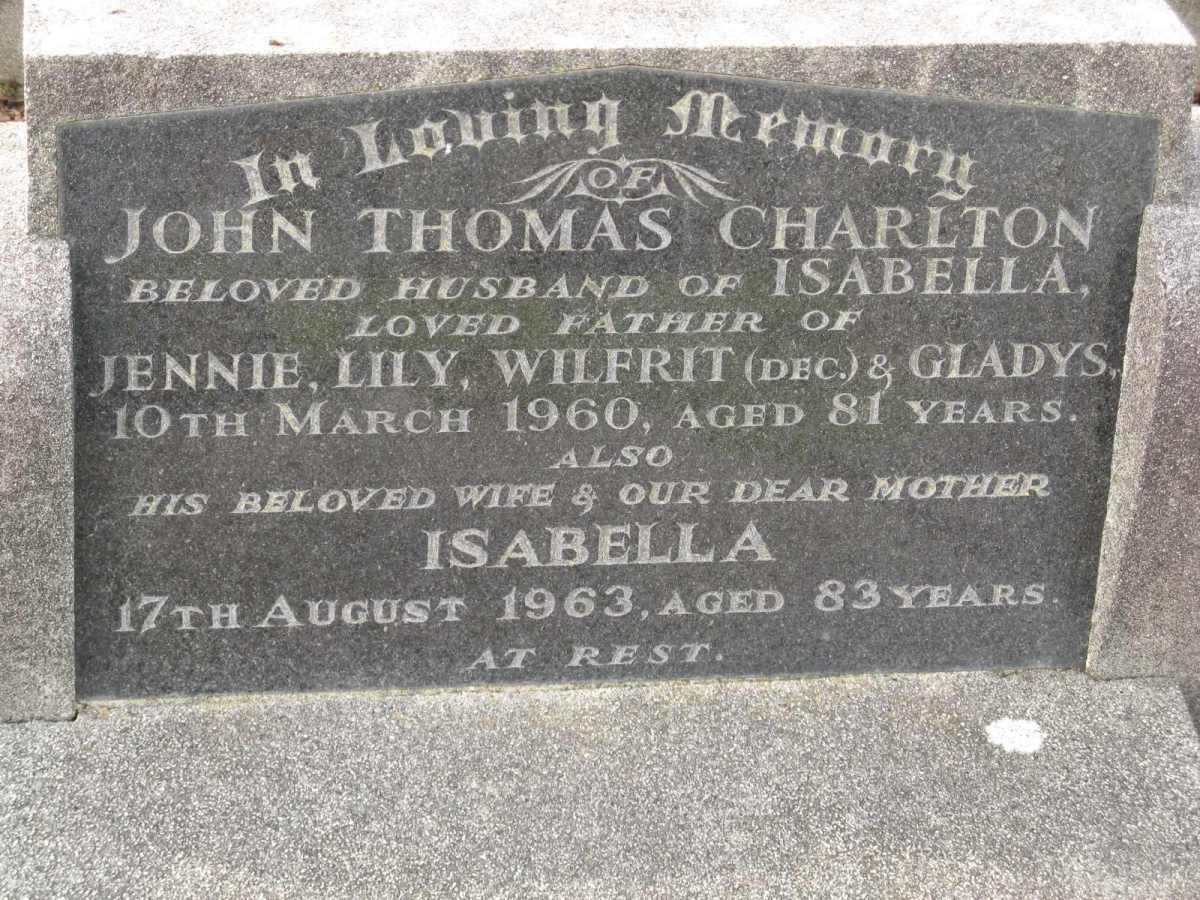 In Loving Memory
OF
JOHN THOMAS CHARLTON
BELOVED HUSBAND OF ISABELLA,
LOVED FATHER OF
JENNIE, LILY, WILFRIT (DEC.) & GLADYS,
10TH MARCH 1960, AGED 81 YEARS.
ALSO
HIS BELOVED WIFE & OUR DEAR MOTHER
ISABELLA
17TH AUGUST 1963, AGED 83 YEARS.
AT REST.